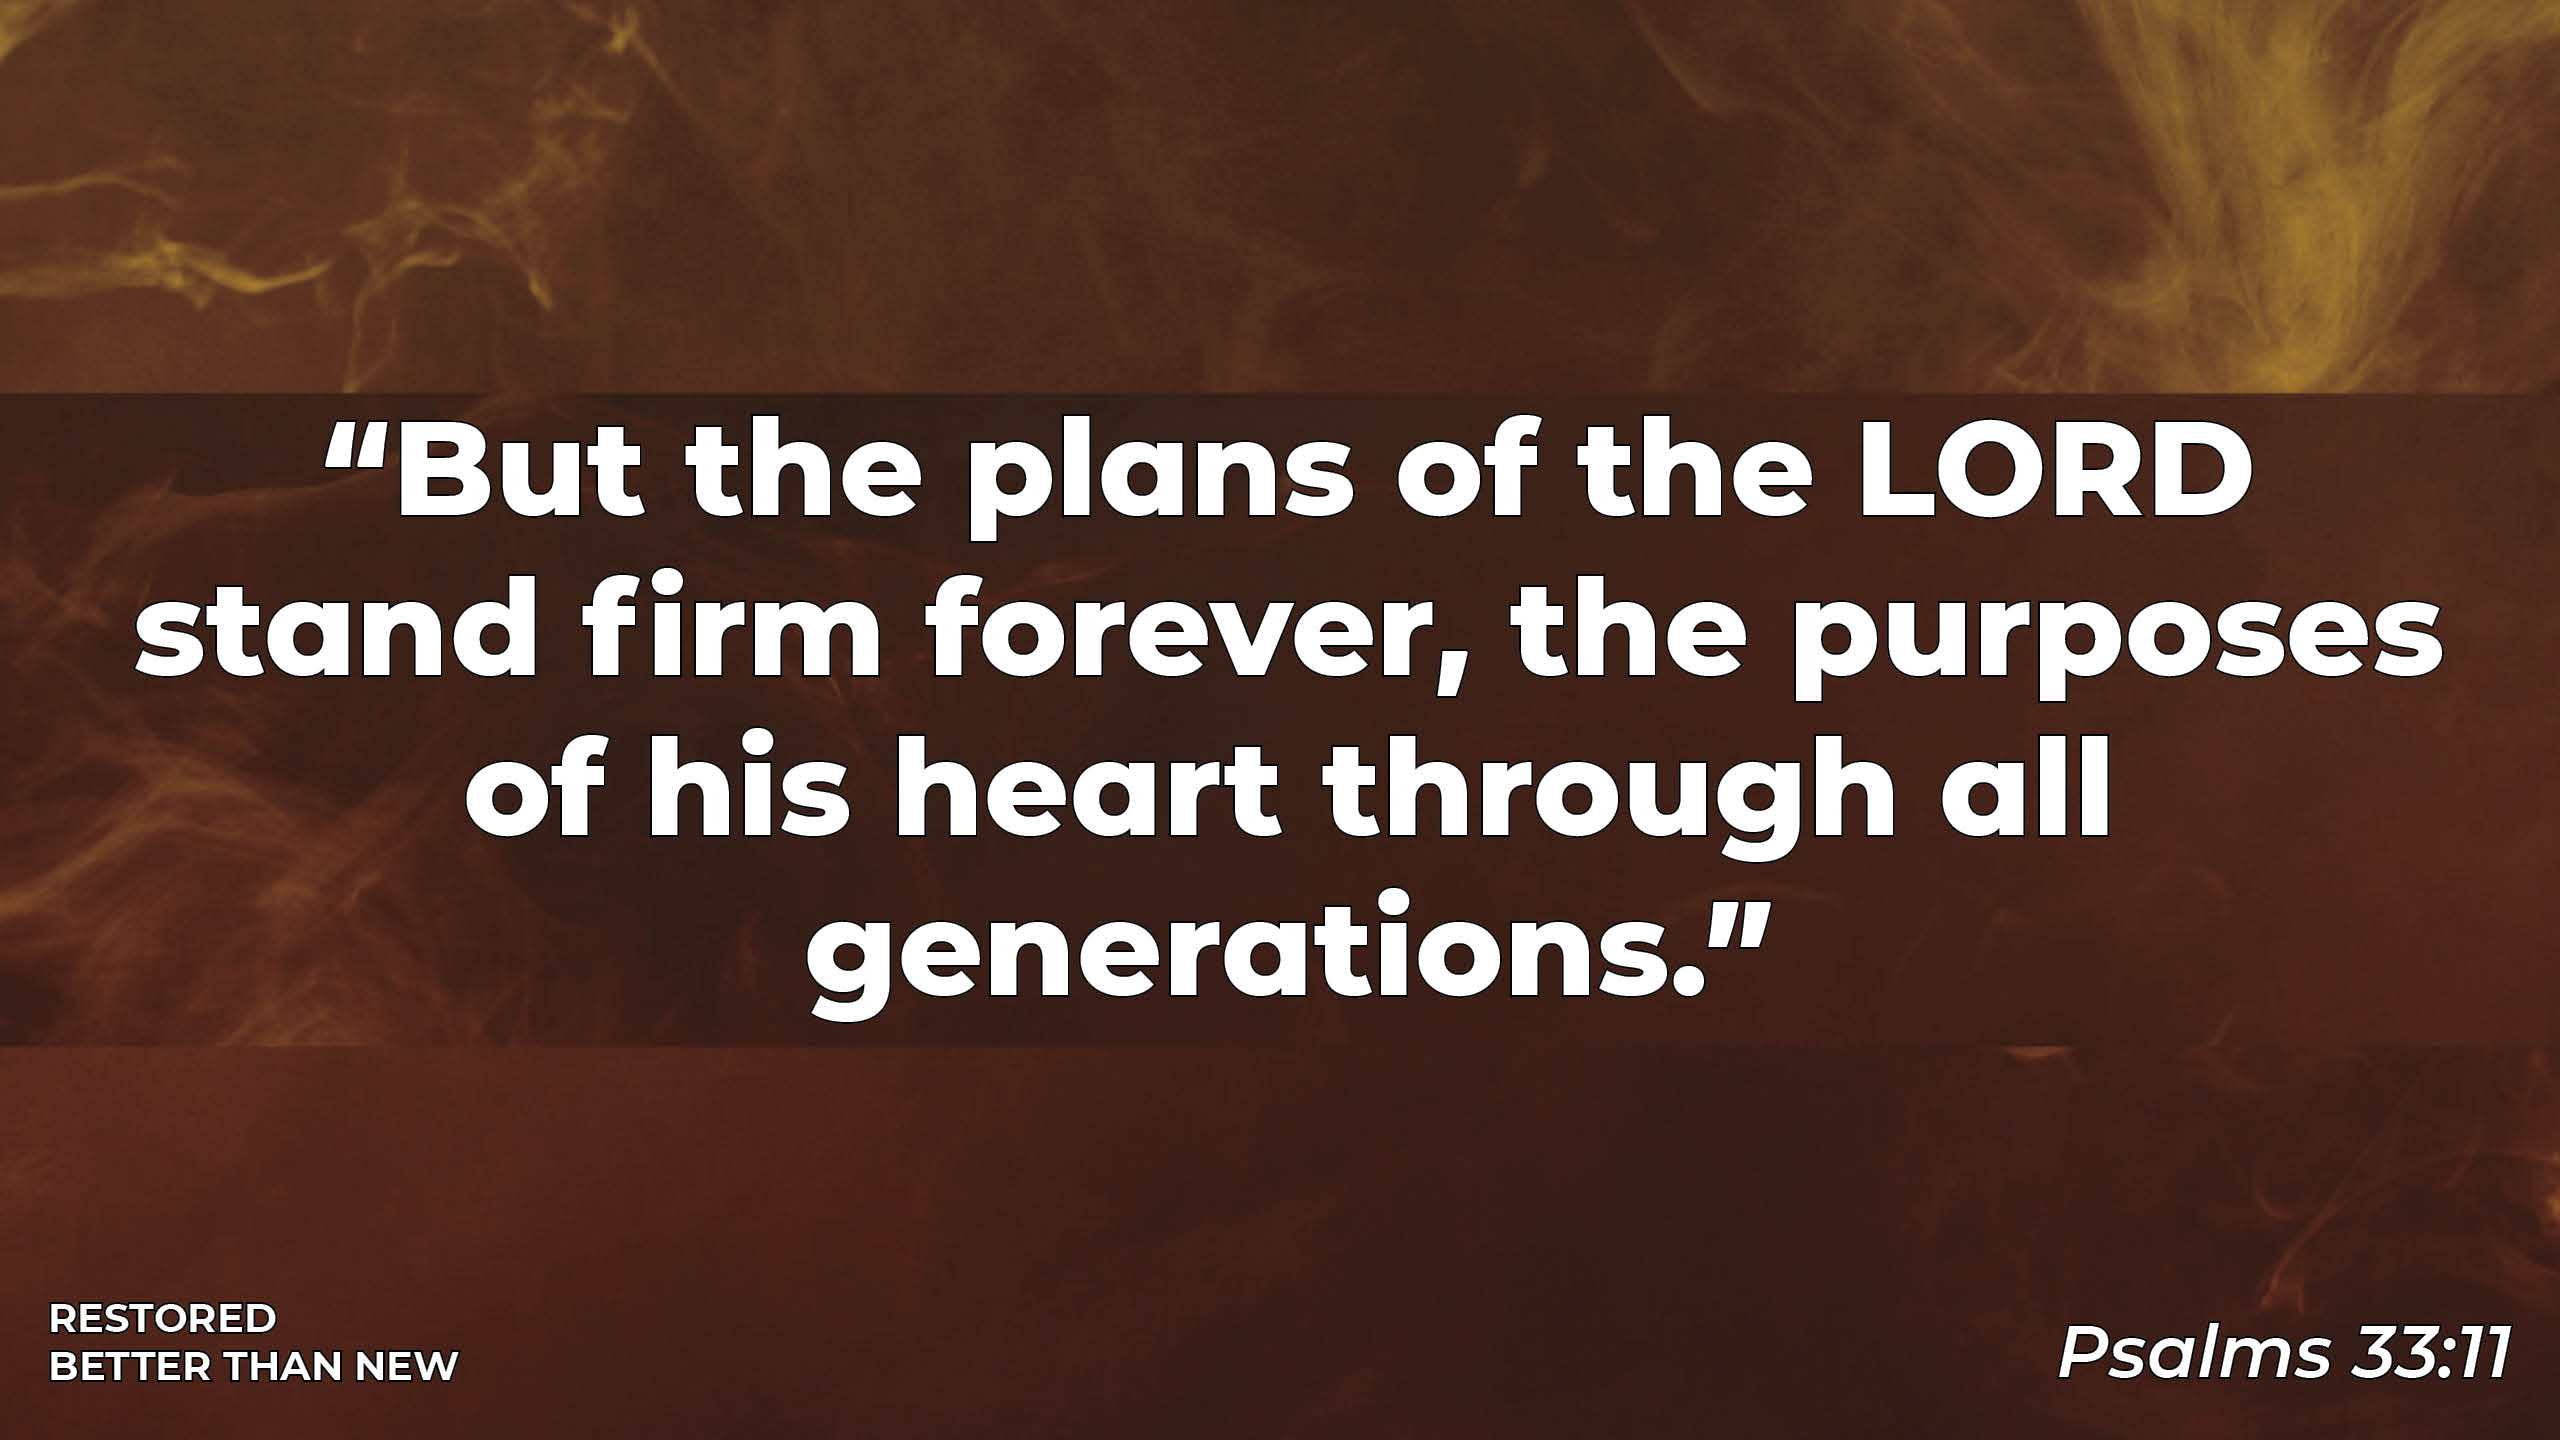 “But the plans of the LORD
stand firm forever, the purposes
of his heart through all
generations.”
RESTORED
BETTER THAN NEW
Psalms 33:11